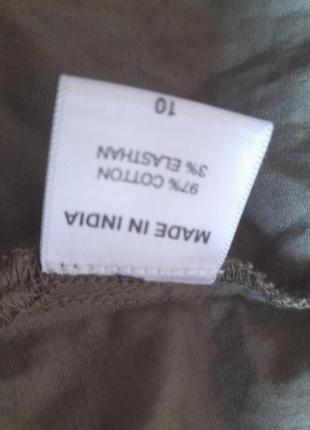 MADE IN INDIA
97% COTTON
3% ELASTHAN
10